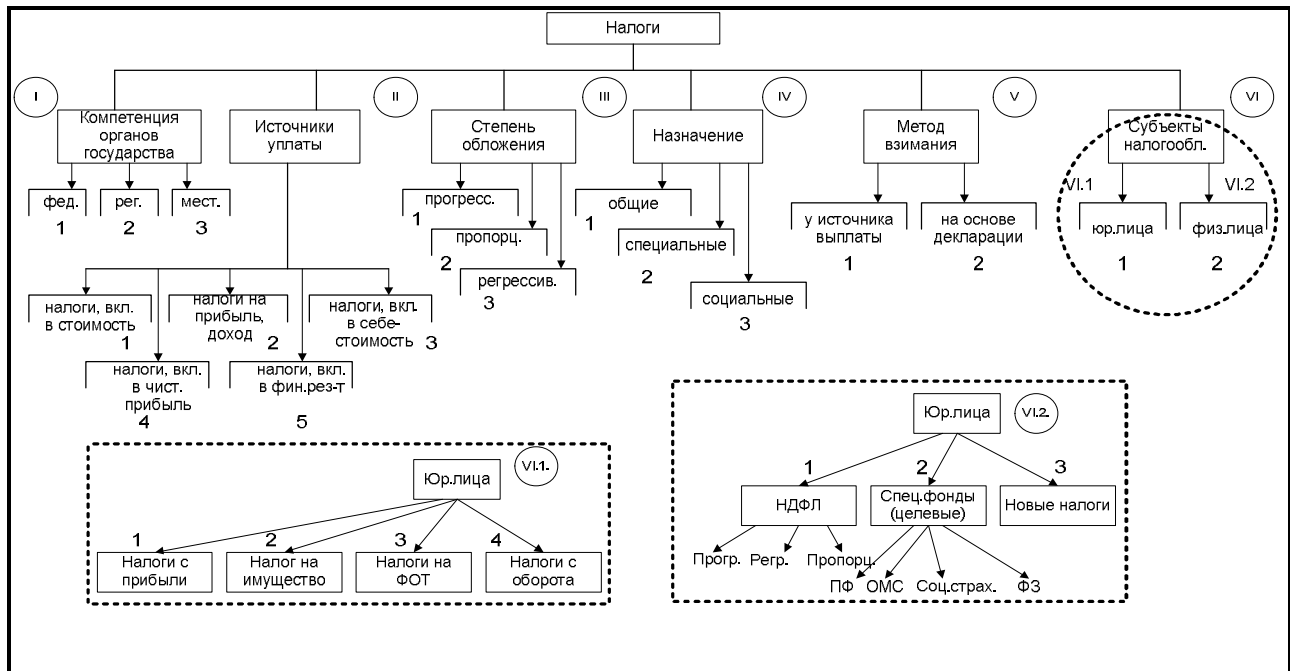 Налоги
I
II
III
IV
V
VI
Компетенция
органов
государства
Источники
уплаты
Степень
обложения
Назначение
Метод
взимания
Субъекты
налогообл.
фед.
1
рег.
2
мест.
3
прогресс.
1
пропорц.
2
регрессив.
3
общие
1
специальные
2
социальные
3
у источника
выплаты
1
на основе
декларации
2
VI.1
VI.2
юр.лица
1
физ.лица
2
налоги, вкл.
в стоимость
1
налоги на
прибыль,
доход
2
налоги, вкл.
в себе-
стоимость
3
налоги, вкл.
в чист.
прибыль
4
налоги, вкл.
в фин.рез-т
5
Юр.лица
VI.1.
1
2
3
4
Налоги с
прибыли
Налог на
имущество
Налоги на
ФОТ
Налоги с
оборота
Юр.лица
VI.2.
1
2
3
НДФЛ
Спец.фонды
(целевые)
Новые налоги
Прогр.
Регр.
Пропорц.
ПФ
ОМС
Соц.страх.
ФЗ